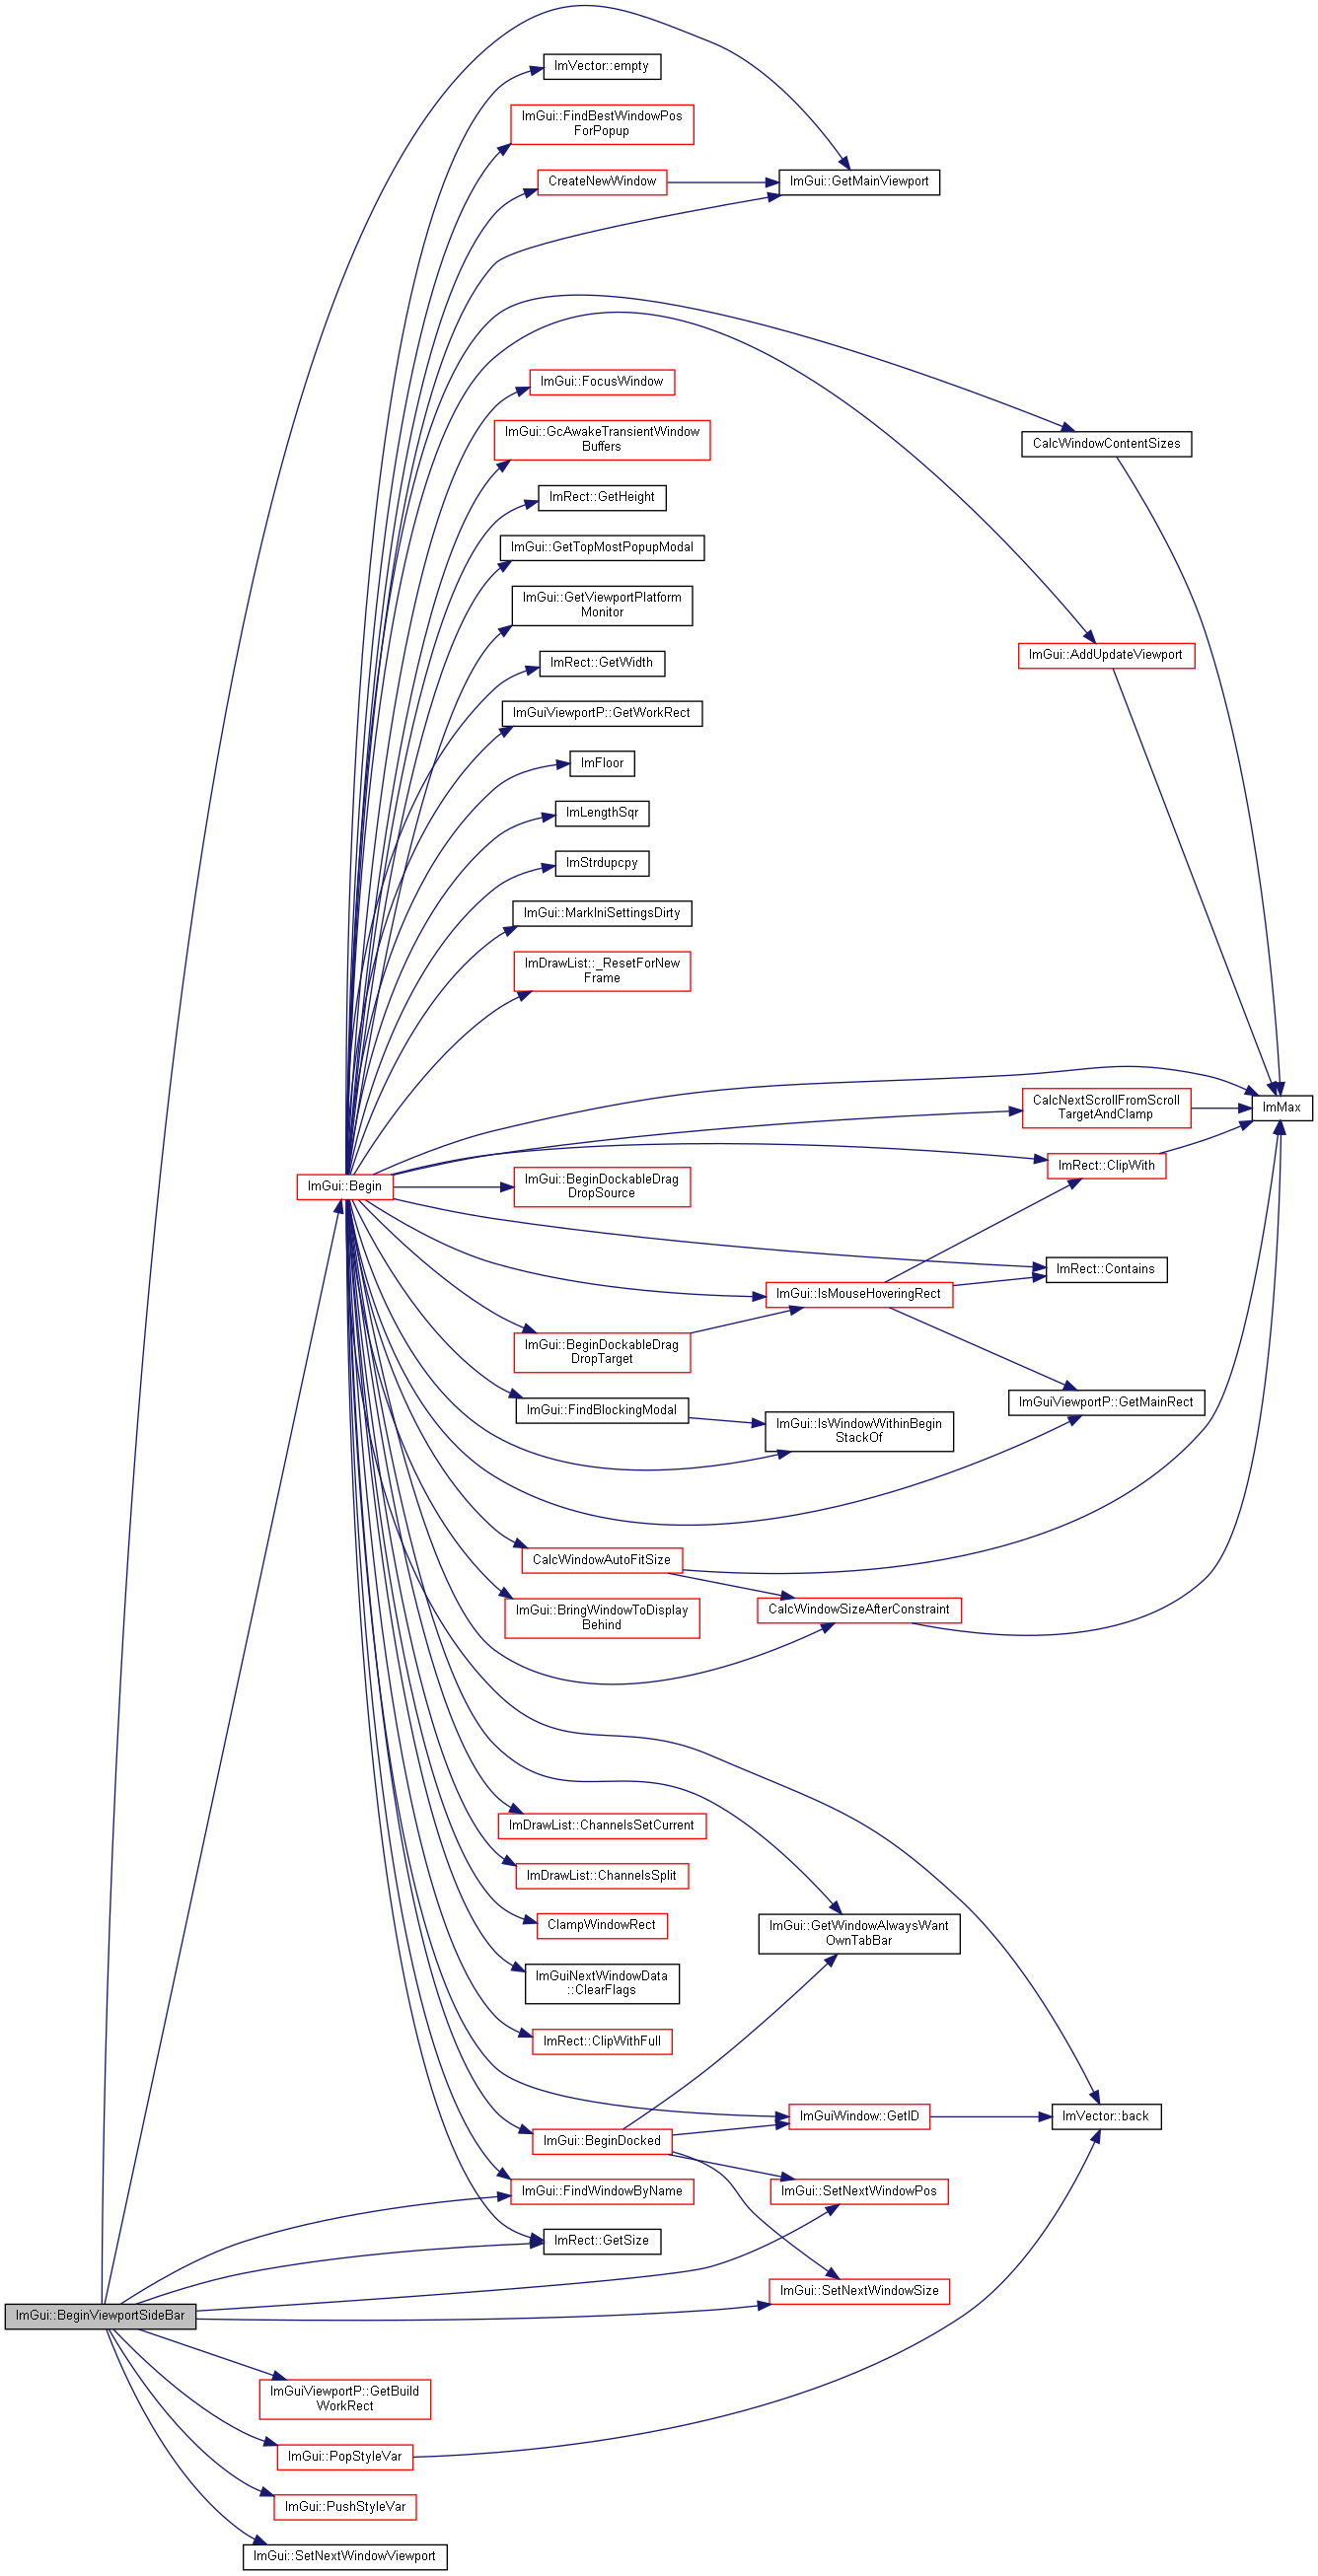 ImVector::empty
ImGui::FindBestWindowPos
ForPopup
CreateNewWindow
ImGui::GetMainViewport
ImGui::FocusWindow
ImGui::GcAwakeTransientWindow
Buffers
CalcWindowContentSizes
ImRect::GetHeight
ImGui::GetTopMostPopupModal
ImGui::GetViewportPlatform
Monitor
ImRect::GetWidth
ImGui::AddUpdateViewport
ImGuiViewportP::GetWorkRect
ImFloor
ImLengthSqr
ImStrdupcpy
ImGui::MarkIniSettingsDirty
ImDrawList::_ResetForNew
Frame
CalcNextScrollFromScroll
TargetAndClamp
ImMax
ImRect::ClipWith
ImGui::Begin
ImGui::BeginDockableDrag
DropSource
ImRect::Contains
ImGui::IsMouseHoveringRect
ImGui::BeginDockableDrag
DropTarget
ImGuiViewportP::GetMainRect
ImGui::FindBlockingModal
ImGui::IsWindowWithinBegin
StackOf
CalcWindowAutoFitSize
CalcWindowSizeAfterConstraint
ImGui::BringWindowToDisplay
Behind
ImDrawList::ChannelsSetCurrent
ImDrawList::ChannelsSplit
ClampWindowRect
ImGui::GetWindowAlwaysWant
OwnTabBar
ImGuiNextWindowData
::ClearFlags
ImRect::ClipWithFull
ImGuiWindow::GetID
ImVector::back
ImGui::BeginDocked
ImGui::FindWindowByName
ImGui::SetNextWindowPos
ImRect::GetSize
ImGui::SetNextWindowSize
ImGui::BeginViewportSideBar
ImGuiViewportP::GetBuild
WorkRect
ImGui::PopStyleVar
ImGui::PushStyleVar
ImGui::SetNextWindowViewport